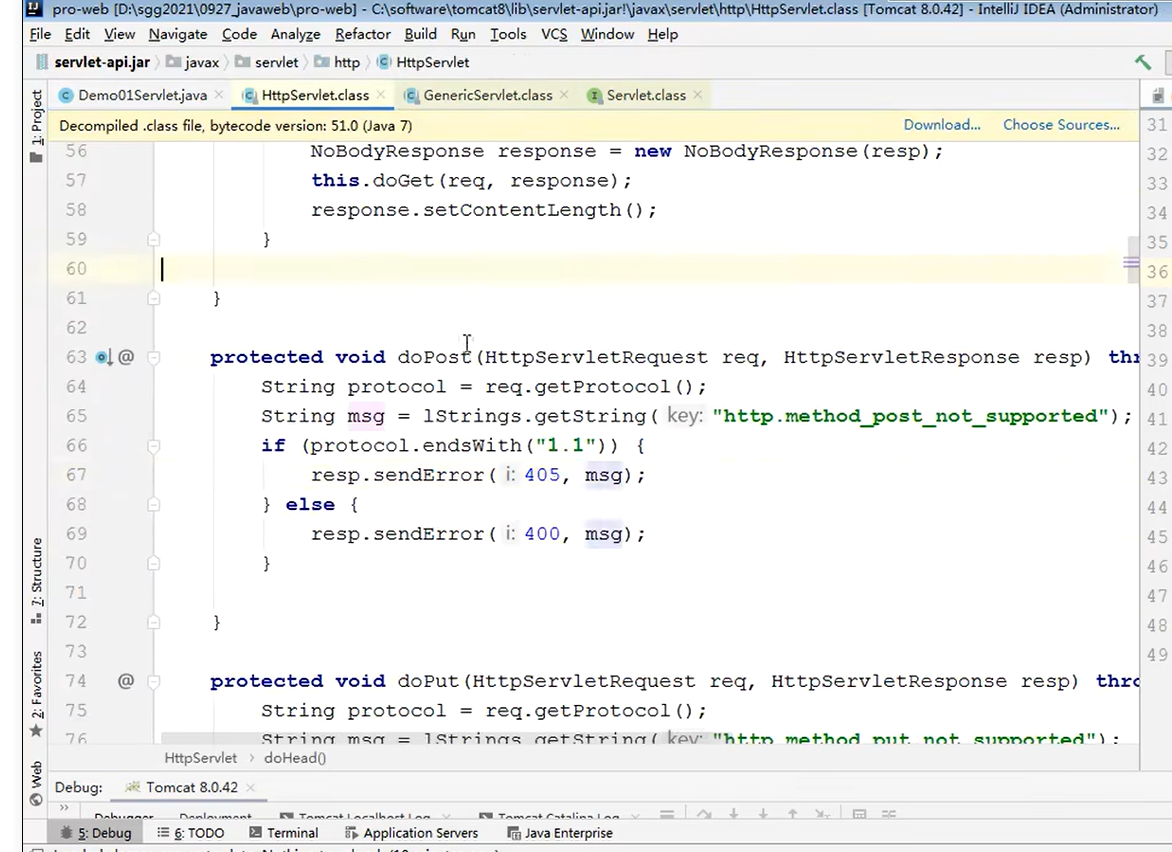 pro-web [D:\sgg2021\0927_javaweb\pro-web] - C:\software\tomcat8\lib\servlet-api.jar!\javax\servlet\http\HttpServlet.class [Tomcat 8.0.42] - IntelliJ IDEA (Administrator)
File Edit View Navigate Code Analyze Refactor Build Run Tools VCS Window Help
servlet-api.jar javax servlet http HttpServlet
Demo01Servlet.java HttpServlet.class GenericServlet.class Servlet.class
Decompiled .class file, bytecode version: 51.0 (Java 7) Download... Choose Sources...
56 NoBodyResponse response = new NoBodyResponse(resp);
57 this.doGet(req, response);
58 response.setContentLength();
59 }
60
61 }
62
63 @ protected void doPost(HttpServletRequest req, HttpServletResponse resp) thr
64 String protocol = req.getProtocol();
65 String msg = lStrings.getString( key: "http.method_post_not_supported");
66 if (protocol.endsWith("1.1")) {
67 resp.sendError( i: 405, msg);
68 } else {
69 resp.sendError( i: 400, msg);
70 }
71
72 }
73
74 @ protected void doPut(HttpServletRequest req, HttpServletResponse resp) thro
75 String protocol = req.getProtocol();
76 String msg = lStrings.getString( key: "http.method_put_not_supported");
31
32
33
34
35
36
37
38
39
40
41
42
43
44
45
46
47
48
49
1: Project
7: Structure
2: Favorites
Web
HttpServlet > doHead()
Debug: Tomcat 8.0.42
Debugger Deployment Tomcat Localhost Log Tomcat Catalina Log
5: Debug 6: TODO Terminal Application Servers Java Enterprise